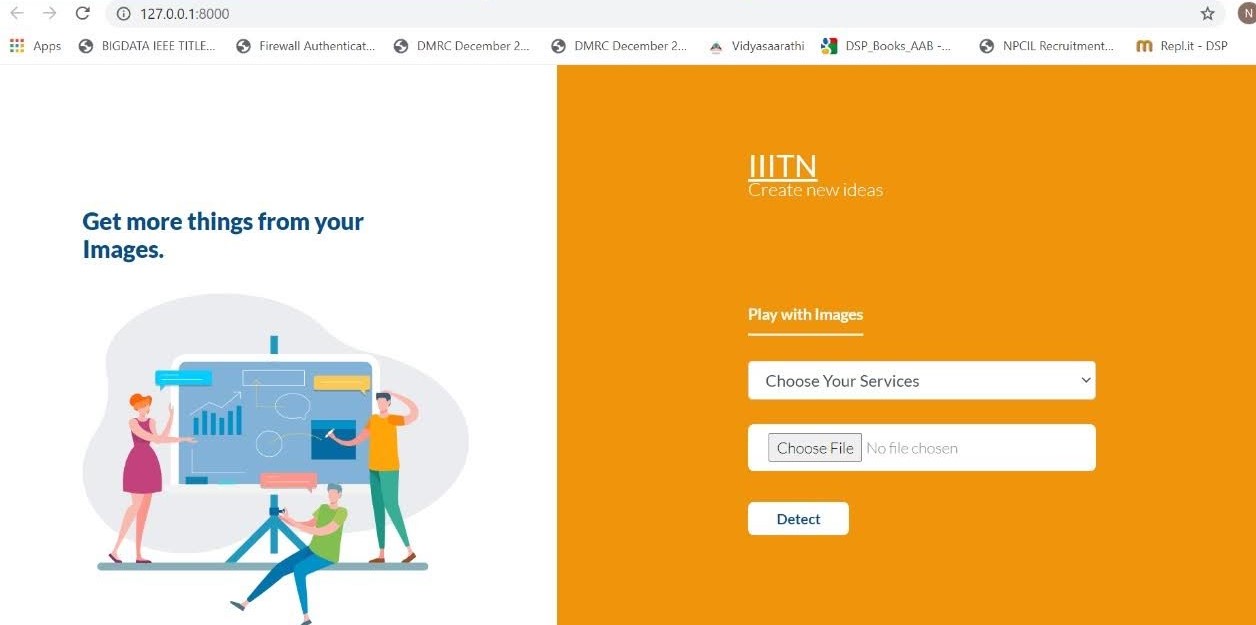 127.0.0.1:8000
N
Apps
BIGDATA IEEE TITLE...
Firewall Authenticat...
DMRC December 2...
DMRC December 2...
Vidyasaarathi
DSP_Books_AAB -...
NPCIL Recruitment...
Repl.it - DSP
Get more things from your
Images.
IIITN
Create new ideas
Play with Images
Choose Your Services
Choose File No file chosen
Detect